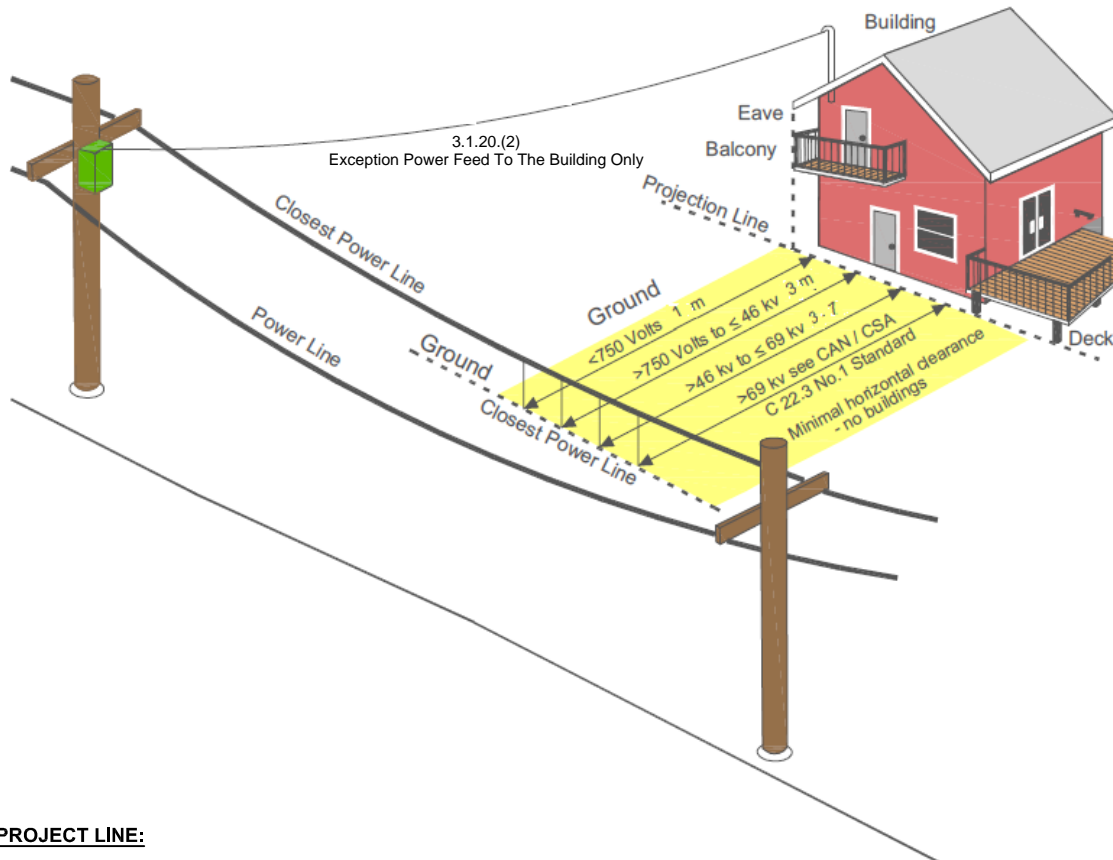 Building
3.1.20.(2)
Exception Power Feed To The Building Only
Eave
Balcony
Projection Line
Closest Power Line
Power Line
Ground
Ground
Closest Power Line
<750 Volts 1 m
>750 Volts to ≤ 46 kv 3 m
>46 kv to ≤ 69 kv 3.7
>69 kv see CAN / CSA
C 22.3 No.1 Standard
Minimal horizontal clearance
- no buildings
Deck
PROJECT LINE: